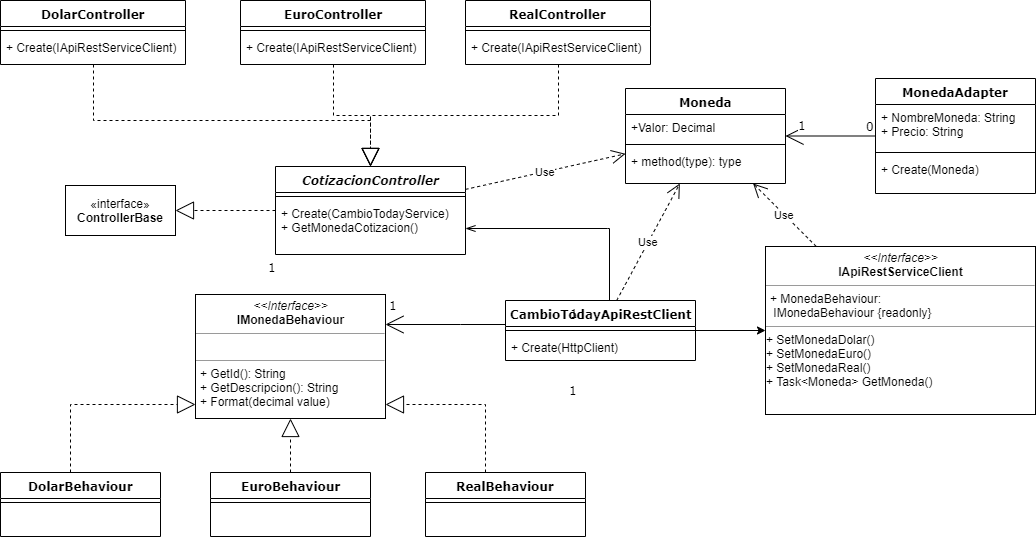 DolarController
+ Create(IApiRestServiceClient)
EuroController
+ Create(IApiRestServiceClient)
RealController
+ Create(IApiRestServiceClient)
Moneda
+Valor: Decimal
+ method(type): type
1
0
MonedaAdapter
+ NombreMoneda: String
+ Precio: String
+ Create(Moneda)
«interface»
ControllerBase
CotizacionController
+ Create(CambioTodayService)
+ GetMonedaCotizacion()
Use
Use
Use
1
<<Interface>>
IApiRestServiceClient
+ MonedaBehaviour:
IMonedaBehaviour {readonly}
+ SetMonedaDolar()
+ SetMonedaEuro()
+ SetMonedaReal()
+ Task<Moneda> GetMoneda()
<<Interface>>
IMonedaBehaviour
+ GetId(): String
+ GetDescripcion(): String
+ Format(decimal value)
1
CambioTodayApiRestClient
+ Create(HttpClient)
1
DolarBehaviour
EuroBehaviour
RealBehaviour